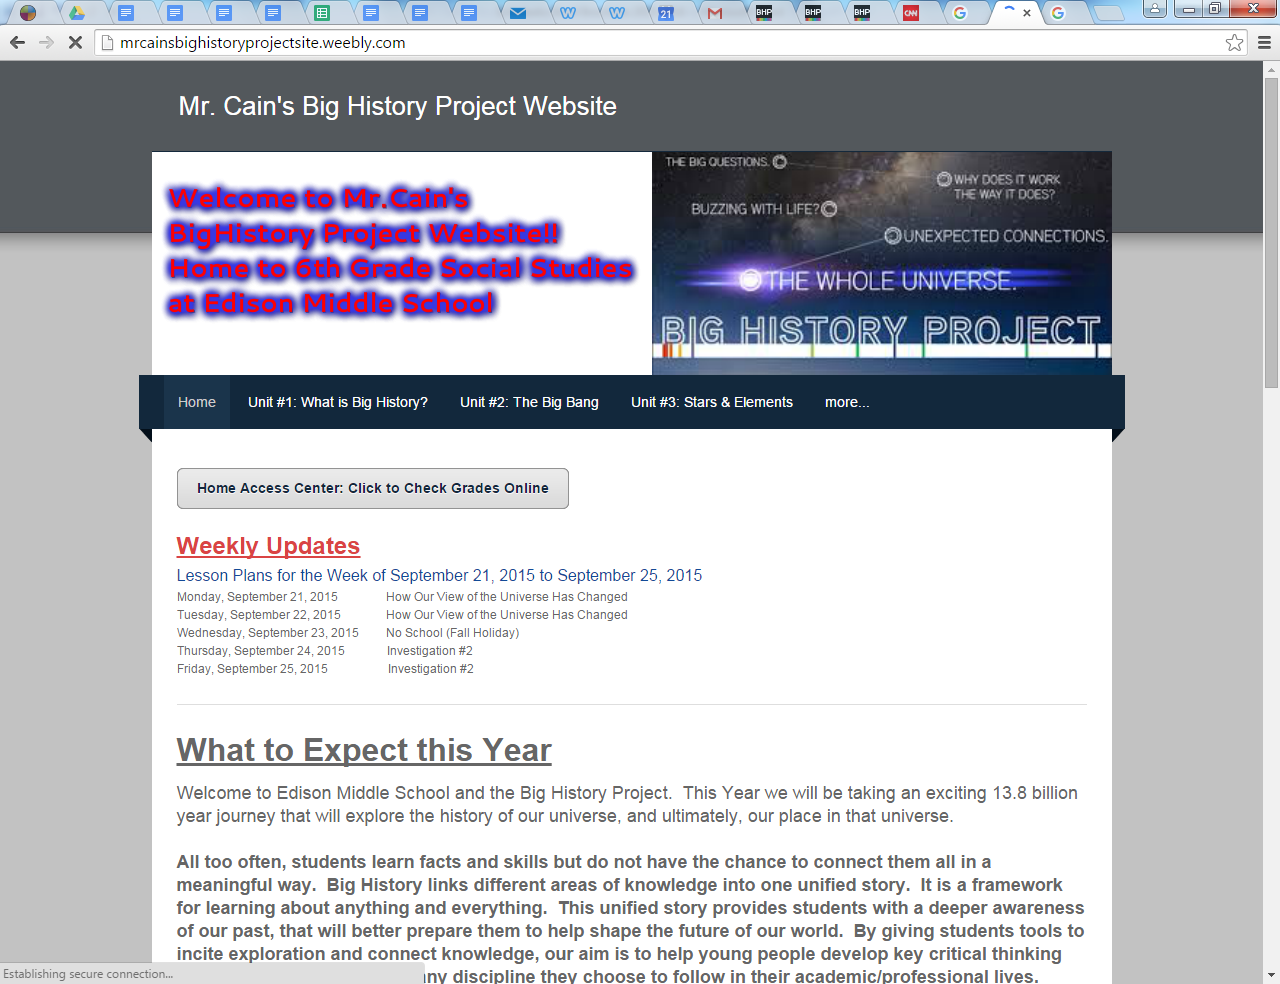 21
BHP
BHP
BHP
CNN
mrcainsbighistoryprojectsite.weebly.com
Mr. Cain's Big History Project Website
Welcome to Mr.Cain's
BigHistory Project Website!!
Home to 6th Grade Social Studies
at Edison Middle School
THE BIG QUESTIONS.
WHY DOES IT WORK
THE WAY IT DOES?
BUZZING WITH LIFE?
UNEXPECTED CONNECTIONS.
THE WHOLE UNIVERSE.
BIG HISTORY PROJECT
Home Unit #1: What is Big History? Unit #2: The Big Bang Unit #3: Stars & Elements more...
Home Access Center: Click to Check Grades Online
Weekly Updates
Lesson Plans for the Week of September 21, 2015 to September 25, 2015
Monday, September 21, 2015 How Our View of the Universe Has Changed
Tuesday, September 22, 2015 How Our View of the Universe Has Changed
Wednesday, September 23, 2015 No School (Fall Holiday)
Thursday, September 24, 2015 Investigation #2
Friday, September 25, 2015 Investigation #2
What to Expect this Year
Welcome to Edison Middle School and the Big History Project.  This Year we will be taking an exciting 13.8 billion
year journey that will explore the history of our universe, and ultimately, our place in that universe.
All too often, students learn facts and skills but do not have the chance to connect them all in a
meaningful way.  Big History links different areas of knowledge into one unified story.  It is a framework
for learning about anything and everything.  This unified story provides students with a deeper awareness
of our past, that will better prepare them to help shape the future of our world.  By giving students tools to
incite exploration and connect knowledge, our aim is to help young people develop key critical thinking
discipline they choose to follow in their academic/professional lives.
Establishing secure connection...